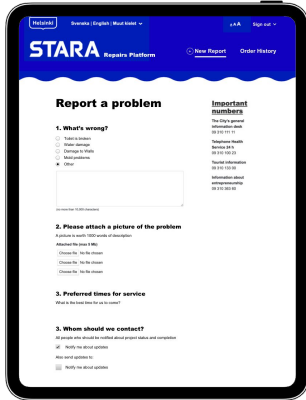 Helsinki
Svenska | English | Muut kielet
A A A
Sign out
STARA Repairs Platform
New Report
Order History
Report a problem
1. What's wrong?
Toilet is broken
Water damage
Damage to Walls
Mold problems
Other
(no more than 10,000 characters)
2. Please attach a picture of the problem
A picture is worth 1000 words of description
Attached file (max 5 Mb)
Choose file No file chosen
Choose file No file chosen
Choose file No file chosen
3. Preferred times for service
What is the best time for us to come?
3. Whom should we contact?
All people who should be notified about project status and completion
Notify me about updates
Also send updates to:
Notify me about updates
Important
numbers
The City's general
information desk
09 310 111 11
Telephone Health
Service 24 h
09 310 100 23
Tourist information
09 310 133 00
Information about
entrepreneurship
09 310 363 60